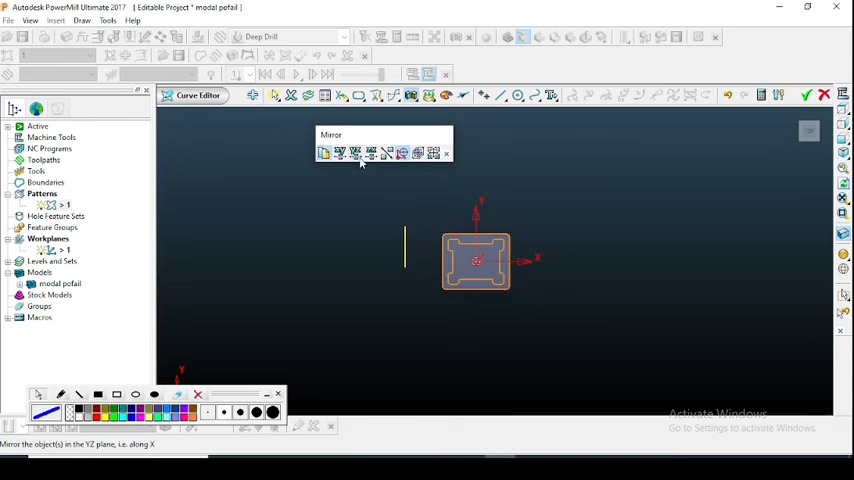 Autodesk PowerMill Ultimate 2017 [ Editable Project * modal pofail ]
File View Insert Draw Tools Help
Deep Drill
1
1
Curve Editor
Mirror
Active
Machine Tools
NC Programs
Toolpaths
Tools
Boundaries
Patterns
> 1
Hole Feature Sets
Feature Groups
Workplanes
> 1
Levels and Sets
Models
modal pofail
Stock Models
Groups
Macros
TOP
Y
X
Y
Activate Windows
Go to Settings to activate Windows.
Mirror the object(s) in the YZ plane, i.e. along X